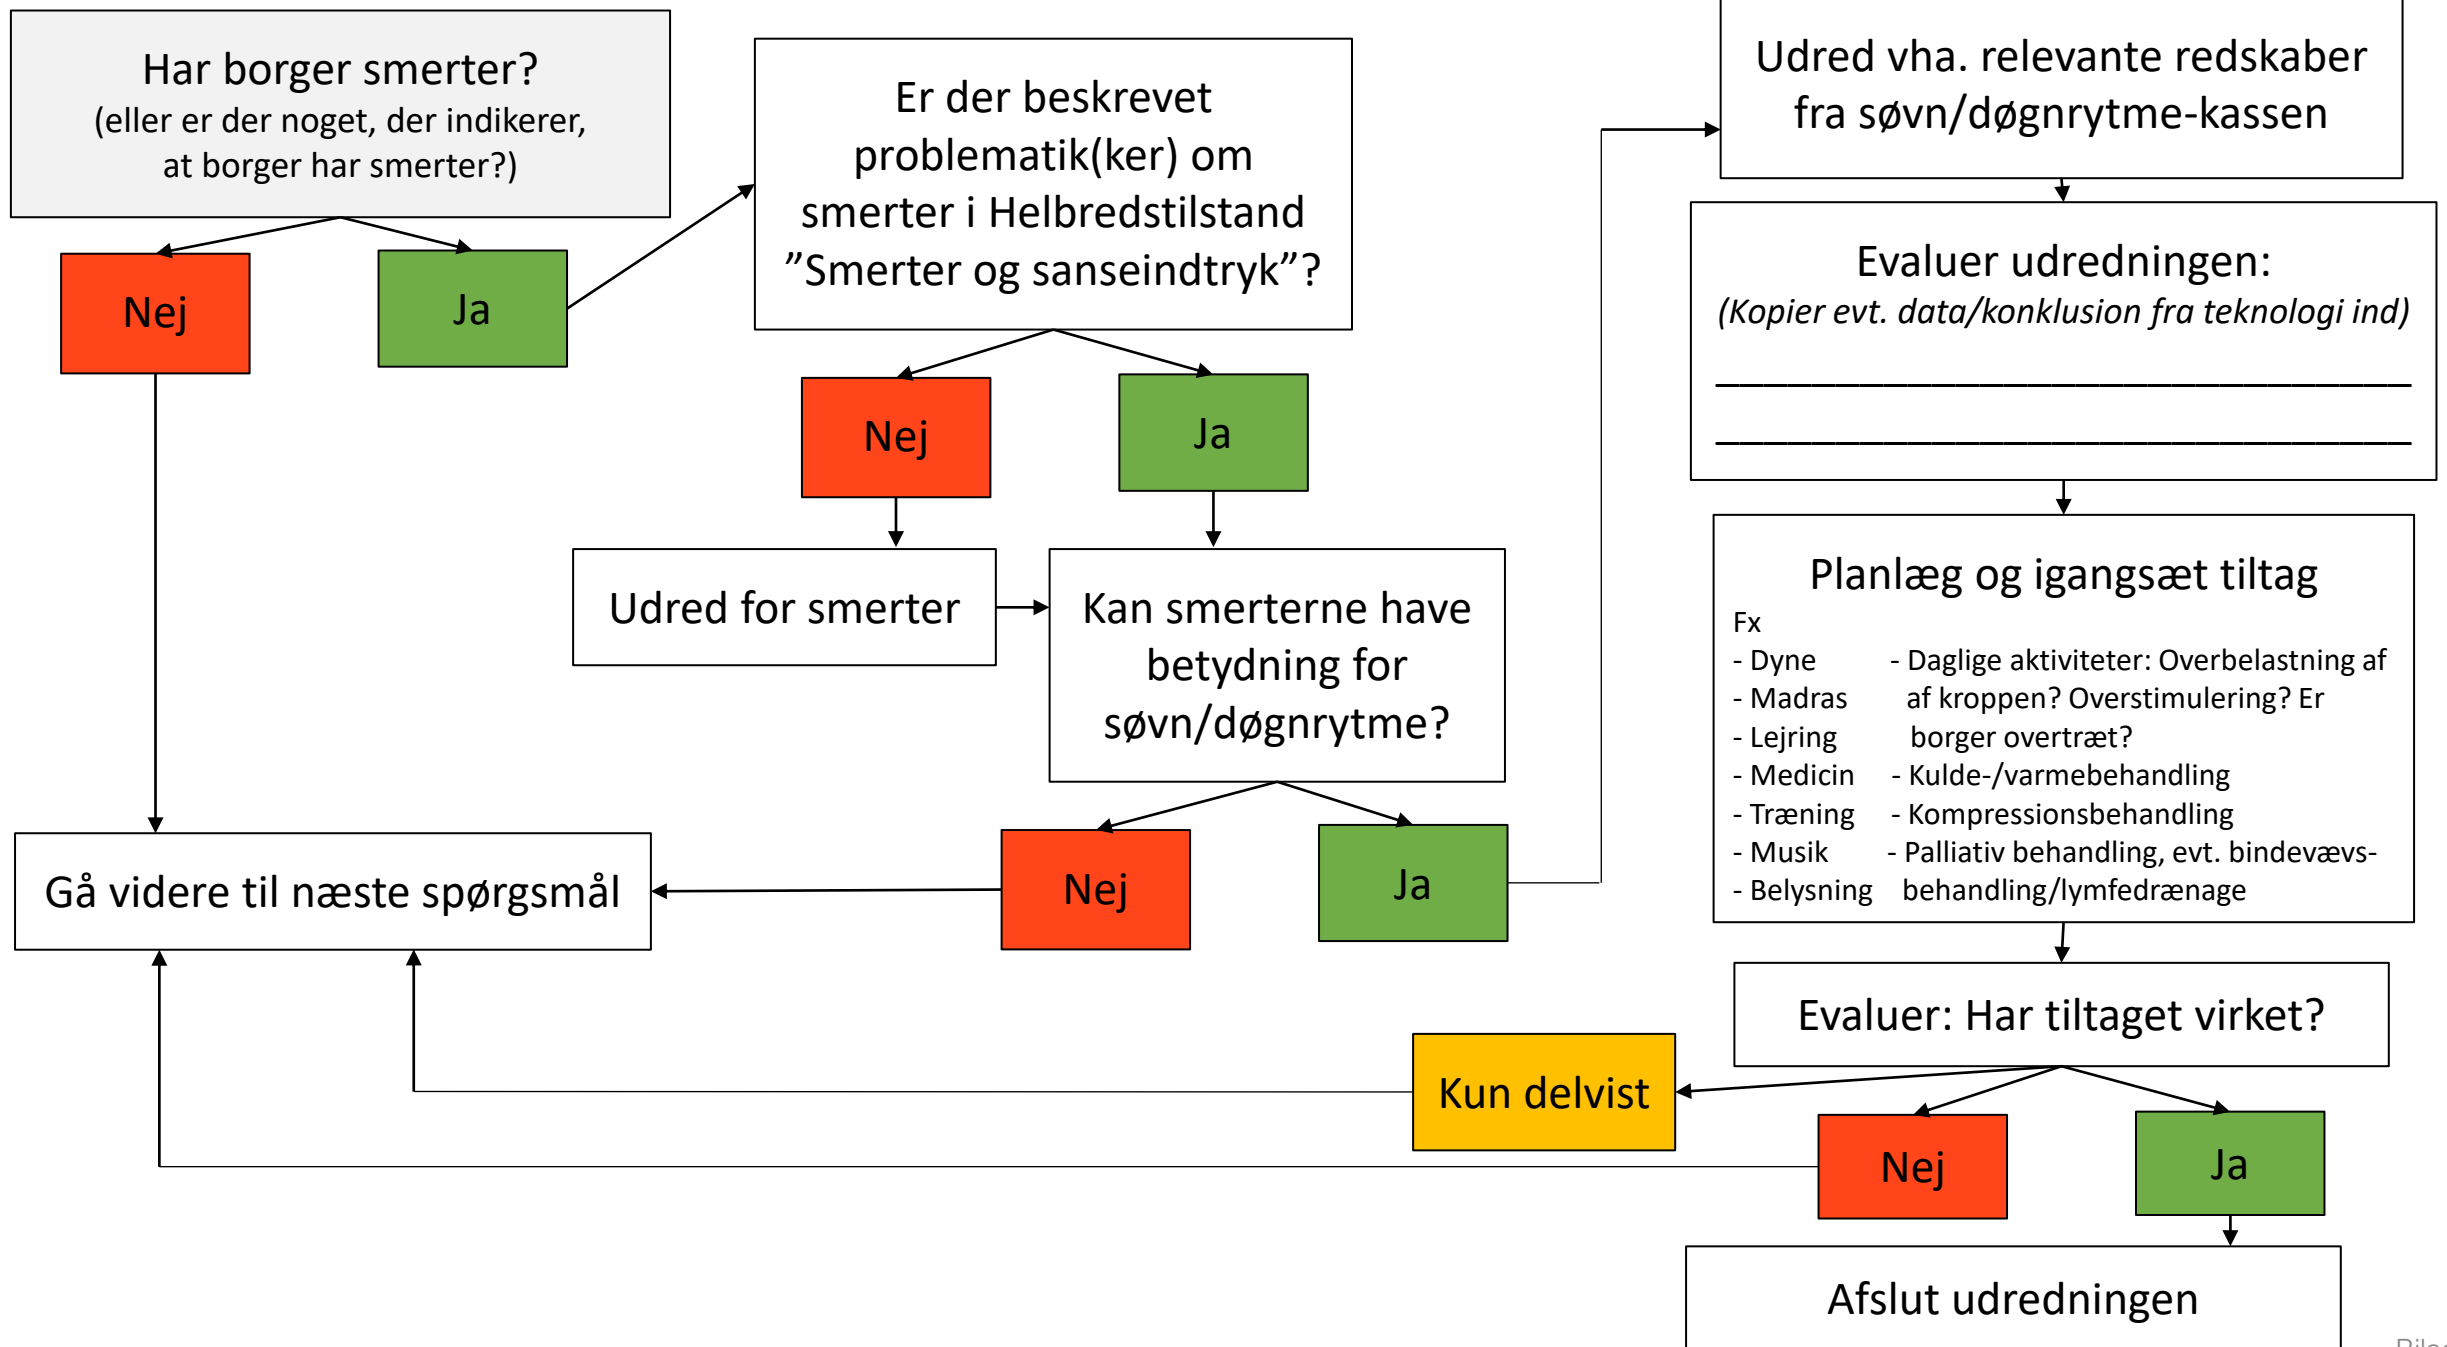 Har borger smerter?
(eller er der noget, der indikerer,
at borger har smerter?)
Nej
Ja
Er der beskrevet
problematik(ker) om
smerter i Helbredstilstand
”Smerter og sanseindtryk”?
Nej
Ja
Udred for smerter
Kan smerterne have
betydning for
søvn/døgnrytme?
Nej
Ja
Gå videre til næste spørgsmål
Udred vha. relevante redskaber
fra søvn/døgnrytme-kassen
Evaluer udredningen:
(Kopier evt. data/konklusion fra teknologi ind)
Planlæg og igangsæt tiltag
Fx
- Dyne - Daglige aktiviteter: Overbelastning af
- Madras af kroppen? Overstimulering? Er
- Lejring borger overtræt?
- Medicin - Kulde-/varmebehandling
- Træning - Kompressionsbehandling
- Musik - Palliativ behandling, evt. bindevævs-
- Belysning behandling/lymfedrænage
Evaluer: Har tiltaget virket?
Kun delvist
Nej
Ja
Afslut udredningen